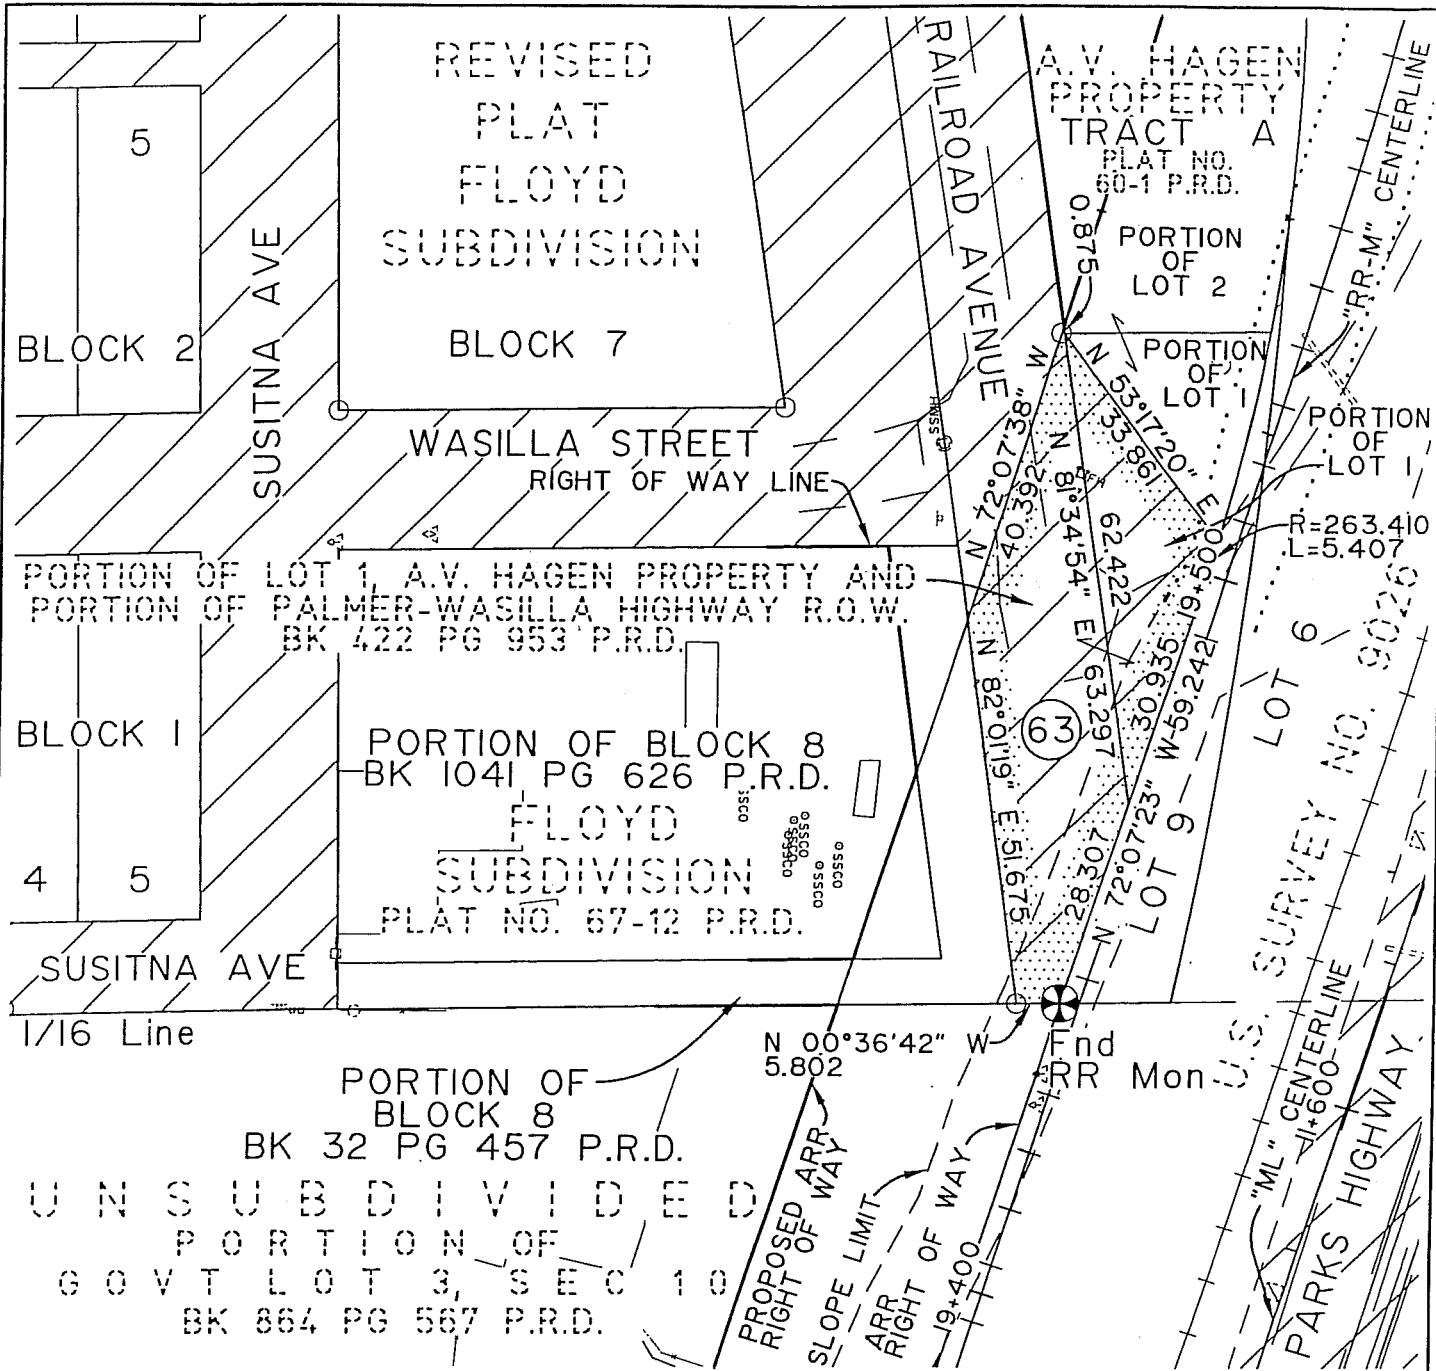 REVISED
PLAT
FLOYD
SUBDIVISION
BLOCK 7
5
BLOCK 2
SUSITNA AVE
RAILROAD AVENUE
A.V. HAGEN
PROPERTY
TRACT A
PLAT NO.
60-1 P.R.D.
0.875
PORTION
OF
LOT 2
"RR-M" CENTERLINE
PORTION
OF
LOT 1
PORTION
OF
LOT 1
WASILLA STREET
RIGHT OF WAY LINE
HWSS
N 72°07'38" W
40.392
N 53°17'20" E
33.861
N 81°34'54" E
62.422
63.297
R=263.410
L=5.407
19+500
PORTION OF LOT 1, A.V. HAGEN PROPERTY AND
PORTION OF PALMER-WASILLA HIGHWAY R.O.W.
BK 422 PG 953 P.R.D.
BLOCK 1
4
5
PORTION OF BLOCK 8
BK 1041 PG 626 P.R.D.
FLOYD
SUBDIVISION
PLAT NO. 67-12 P.R.D.
SSCO
SSCO
SSCO
SSCO
SSCO
N 82°01'19" E 51.675
63
30.935
28.307
N 72°07'23" W 59.242
LOT 9
LOT 6
U.S. SURVEY NO. 9026
SUSITNA AVE
1/16 Line
N 00°36'42" W
5.802
Fnd
RR Mon
PORTION OF
BLOCK 8
BK 32 PG 457 P.R.D.
UNSUBDIVIDED
PORTION OF
GOVT LOT 3, SEC 10
BK 864 PG 567 P.R.D.
PROPOSED ARR
RIGHT OF WAY
SLOPE LIMIT
ARR
RIGHT OF WAY
19+400
"ML" CENTERLINE
11+600
PARKS HIGHWAY